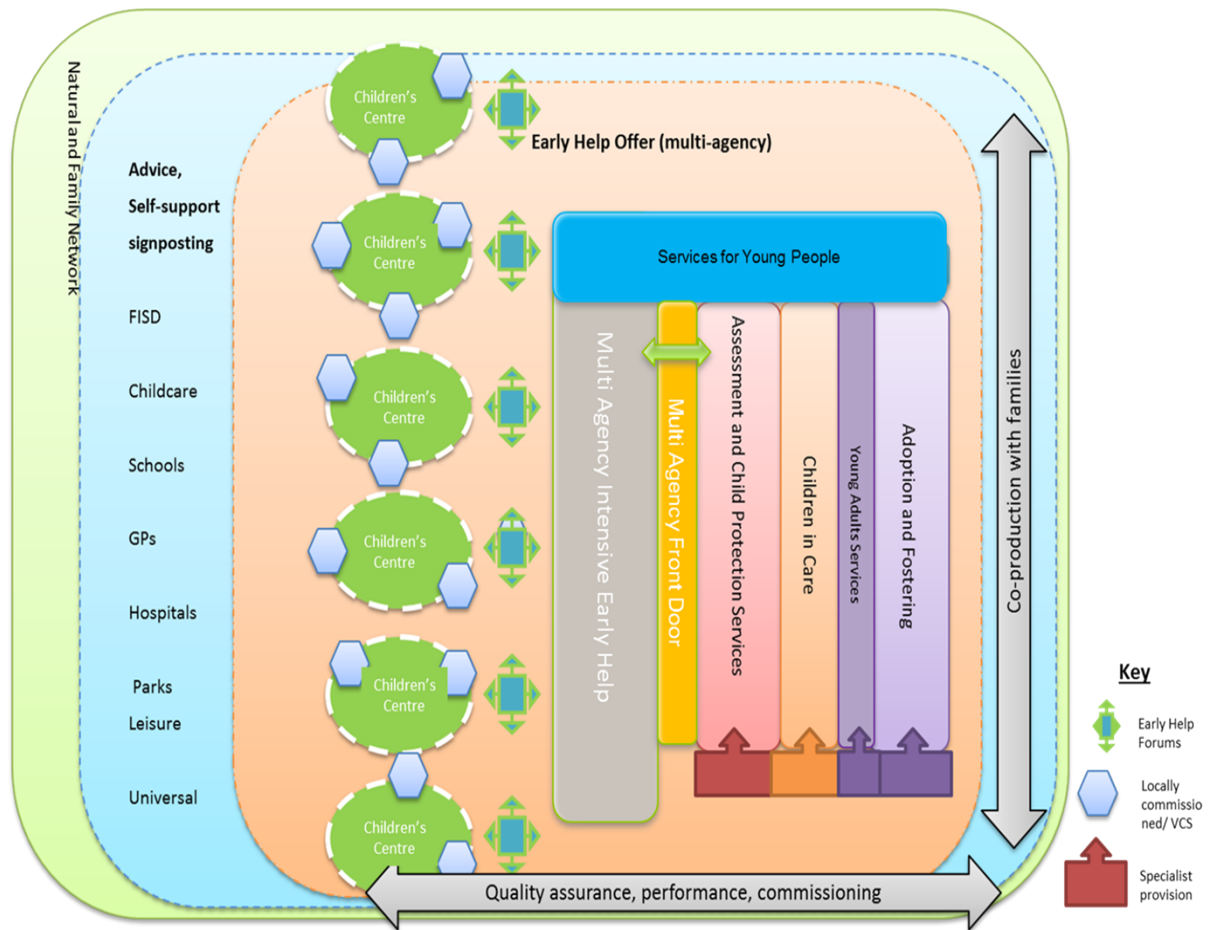 Natural and Family Network
Advice,
Self-support
signposting
FISD
Childcare
Schools
GPs
Hospitals
Parks
Leisure
Universal
Children's
Centre
Children's
Centre
Children's
Centre
Children's
Centre
Children's
Centre
Children's
Centre
Early Help Offer (multi-agency)
Services for Young People
Multi Agency Intensive Early Help
Multi Agency Front Door
Assessment and Child Protection Services
Children in Care
Young Adults Services
Adoption and Fostering
Co-production with families
Quality assurance, performance, commissioning
Key
Early Help
Forums
Locally
commissio
ned/ VCS
Specialist
provision